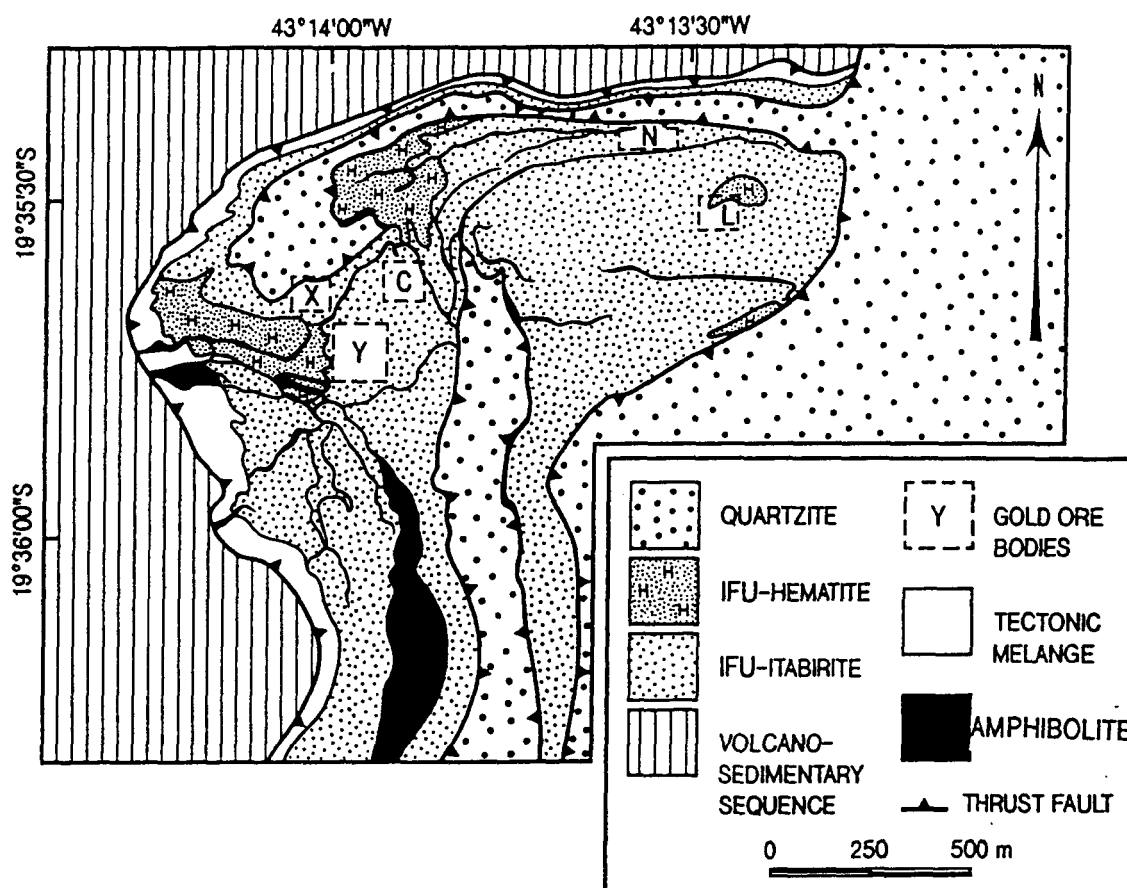 43°14'00"W 43°13'30"W
N
19°35'30"S
19°36'00"S
H
N
H
H H
H
H
H
L
C
X
H
H
H
H
H
Y
H
QUARTZITE
H
H
H
IFU-HEMATITE
IFU-ITABIRITE
VOLCANO-
SEDIMENTARY
SEQUENCE
Y
GOLD ORE
BODIES
TECTONIC
MELANGE
AMPHIBOLITE
THRUST FAULT
0 250 500 m